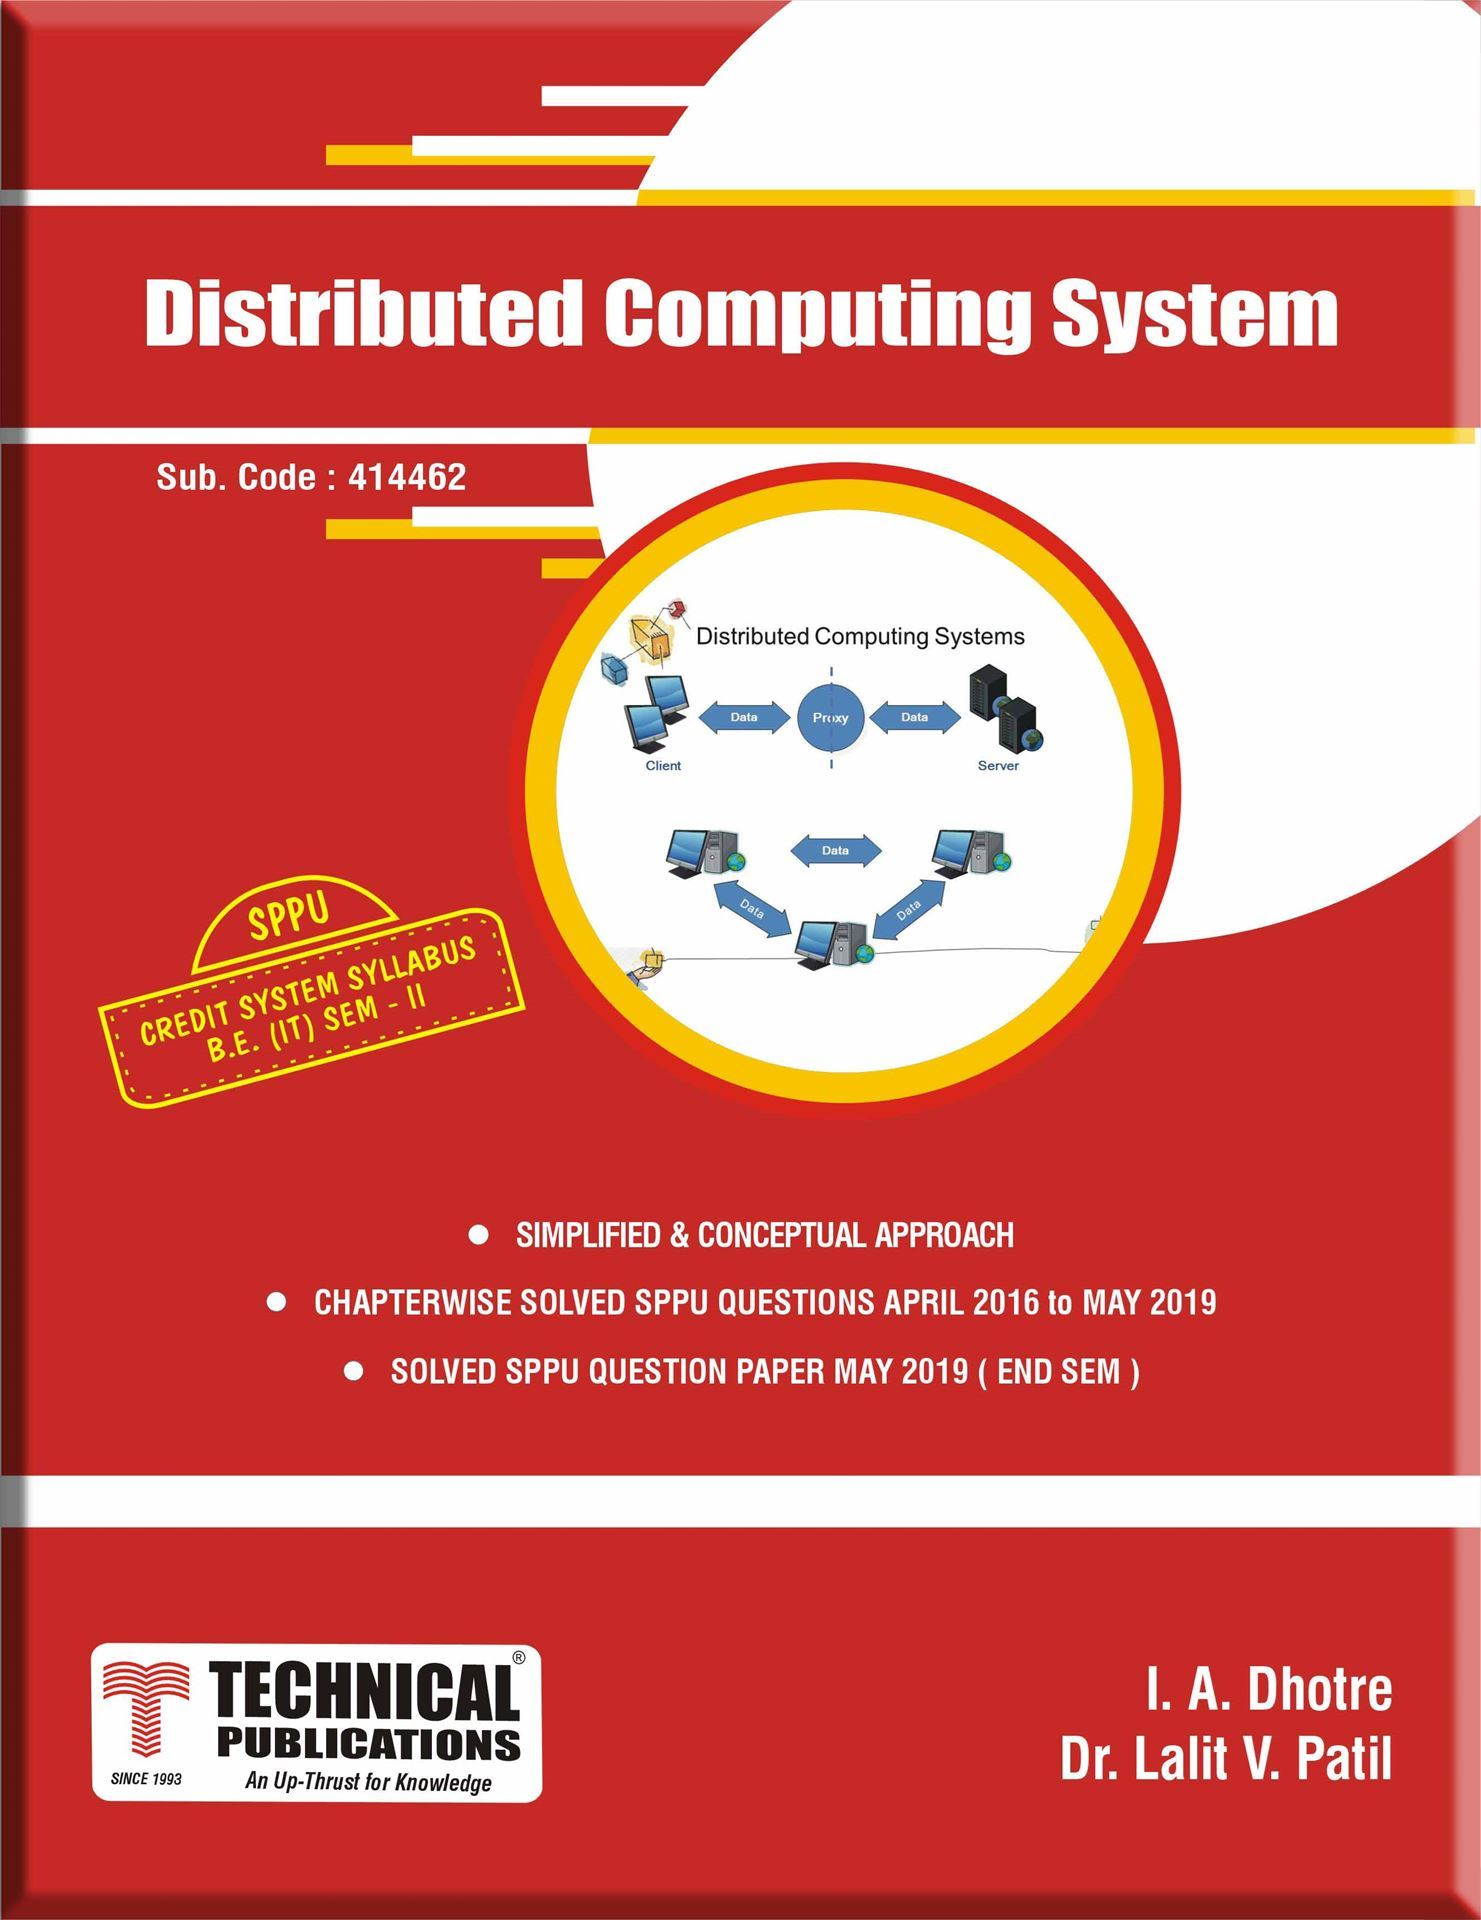 Distributed Computing System
Sub. Code : 414462
Distributed Computing Systems
Data
Proxy
Data
Client
Server
Data
Data
Data
SPPU
CREDIT SYSTEM SYLLABUS
B.E. (IT) SEM - II
● SIMPLIFIED & CONCEPTUAL APPROACH
● CHAPTERWISE SOLVED SPPU QUESTIONS APRIL 2016 to MAY 2019
● SOLVED SPPU QUESTION PAPER MAY 2019 ( END SEM )
TECHNICAL®
PUBLICATIONS
SINCE 1993
An Up-Thrust for Knowledge
I. A. Dhotre
Dr. Lalit V. Patil